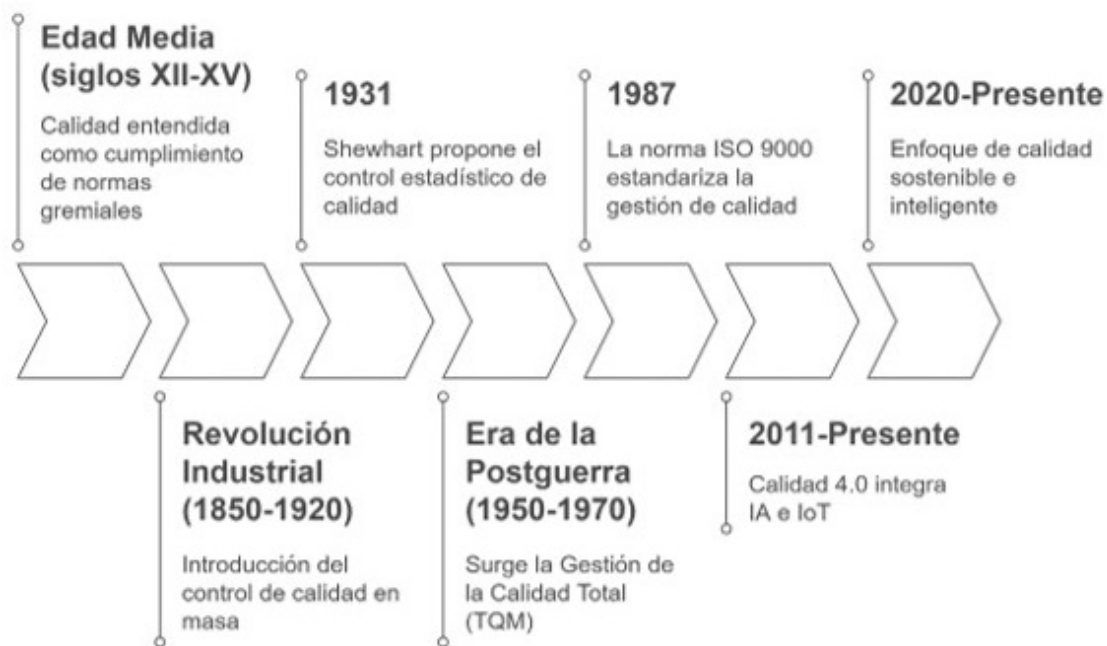 Edad Media
(siglos XII-XV)
Calidad entendida
como cumplimiento
de normas
gremiales
Revolución
Industrial
(1850-1920)
Introducción del
control de calidad en
masa
1931
Shewhart propone el
control estadístico de
calidad
Era de la
Postguerra
(1950-1970)
Surge la Gestión de
la Calidad Total
(TQM)
1987
La norma ISO 9000
estandariza la
gestión de calidad
2011-Presente
Calidad 4.0 integra
IA e IoT
2020-Presente
Enfoque de calidad
sostenible e
inteligente